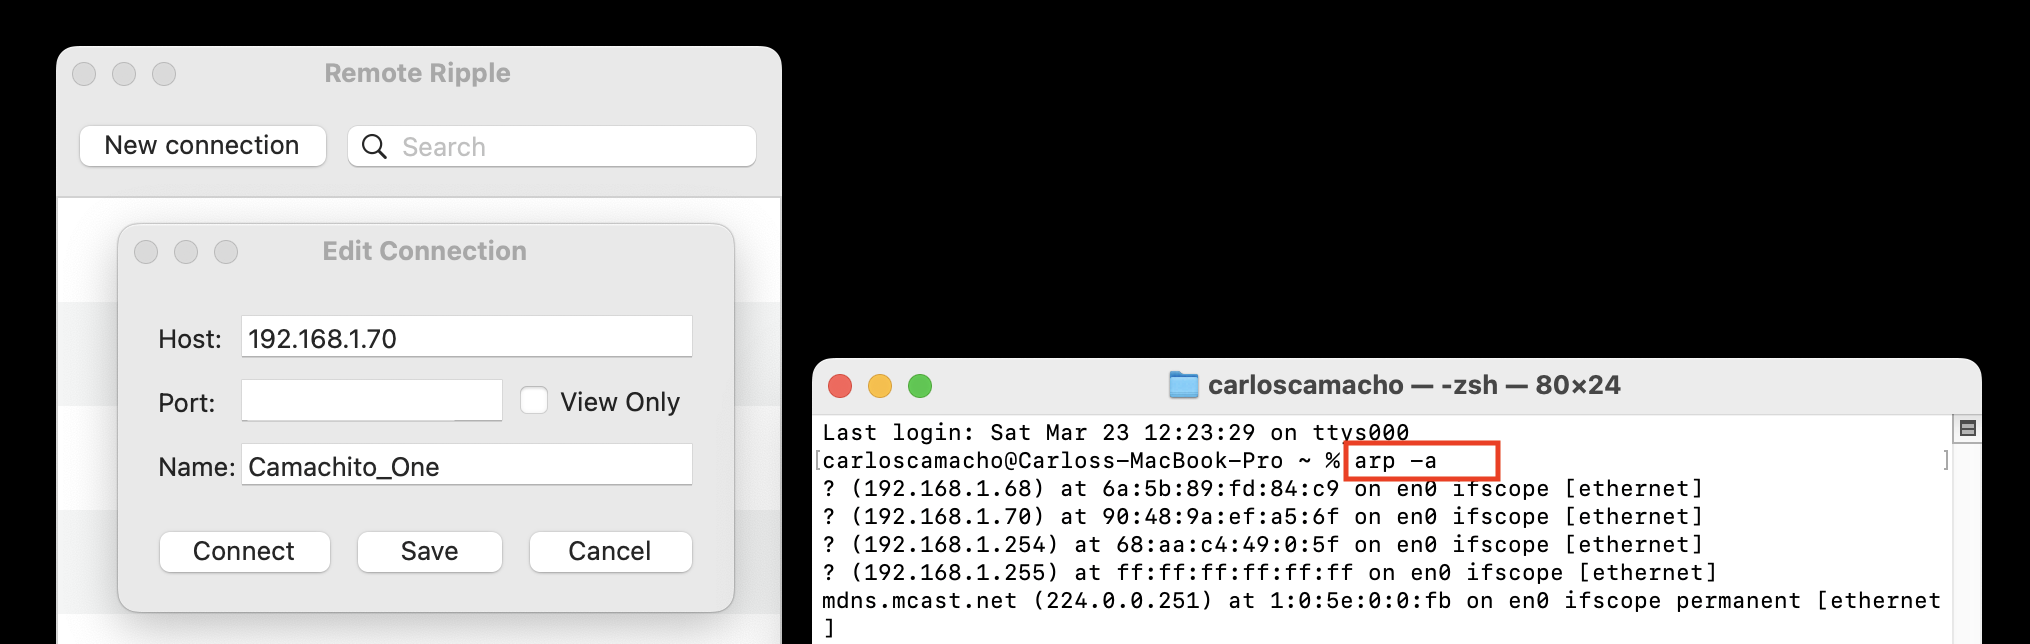 Remote Ripple
New connection
Search
Edit Connection
Host: 192.168.1.70
Port:
View Only
Name: Camachito_One
Connect Save Cancel
carloscamacho — -zsh — 80×24
Last login: Sat Mar 23 12:23:29 on ttys000
[carloscamacho@Carloss-MacBook-Pro ~ % arp -a ]
? (192.168.1.68) at 6a:5b:89:fd:84:c9 on en0 ifscope [ethernet]
? (192.168.1.70) at 90:48:9a:ef:a5:6f on en0 ifscope [ethernet]
? (192.168.1.254) at 68:aa:c4:49:0:5f on en0 ifscope [ethernet]
? (192.168.1.255) at ff:ff:ff:ff:ff:ff on en0 ifscope [ethernet]
mdns.mcast.net (224.0.0.251) at 1:0:5e:0:0:fb on en0 ifscope permanent [ethernet
]